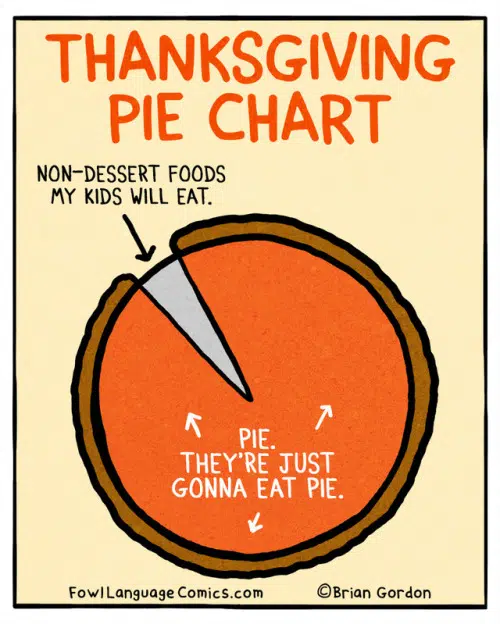 THANKSGIVING
PIE CHART
NON-DESSERT FOODS
MY KIDS WILL EAT.
PIE.
THEY'RE JUST
GONNA EAT PIE.
FowlLanguageComics.com ©Brian Gordon